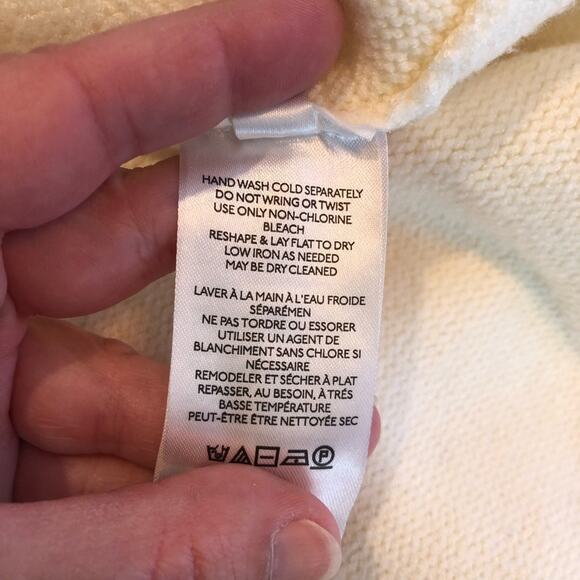 HAND WASH COLD SEPARATELY
DO NOT WRING OR TWIST
USE ONLY NON-CHLORINE
BLEACH
RESHAPE & LAY FLAT TO DRY
LOW IRON AS NEEDED
MAY BE DRY CLEANED
LAVER À LA MAIN À L'EAU FROIDE
SÉPARÉMEN
NE PAS TORDRE OU ESSORER
UTILISER UN AGENT DE
BLANCHIMENT SANS CHLORE SI
NÉCESSAIRE
REMODELER ET SÉCHER À PLAT
REPASSER, AU BESOIN, À TRÉS
BASSE TEMPÉRATURE
PEUT-ÊTRE ÊTRE NETTOYÉE SEC
P